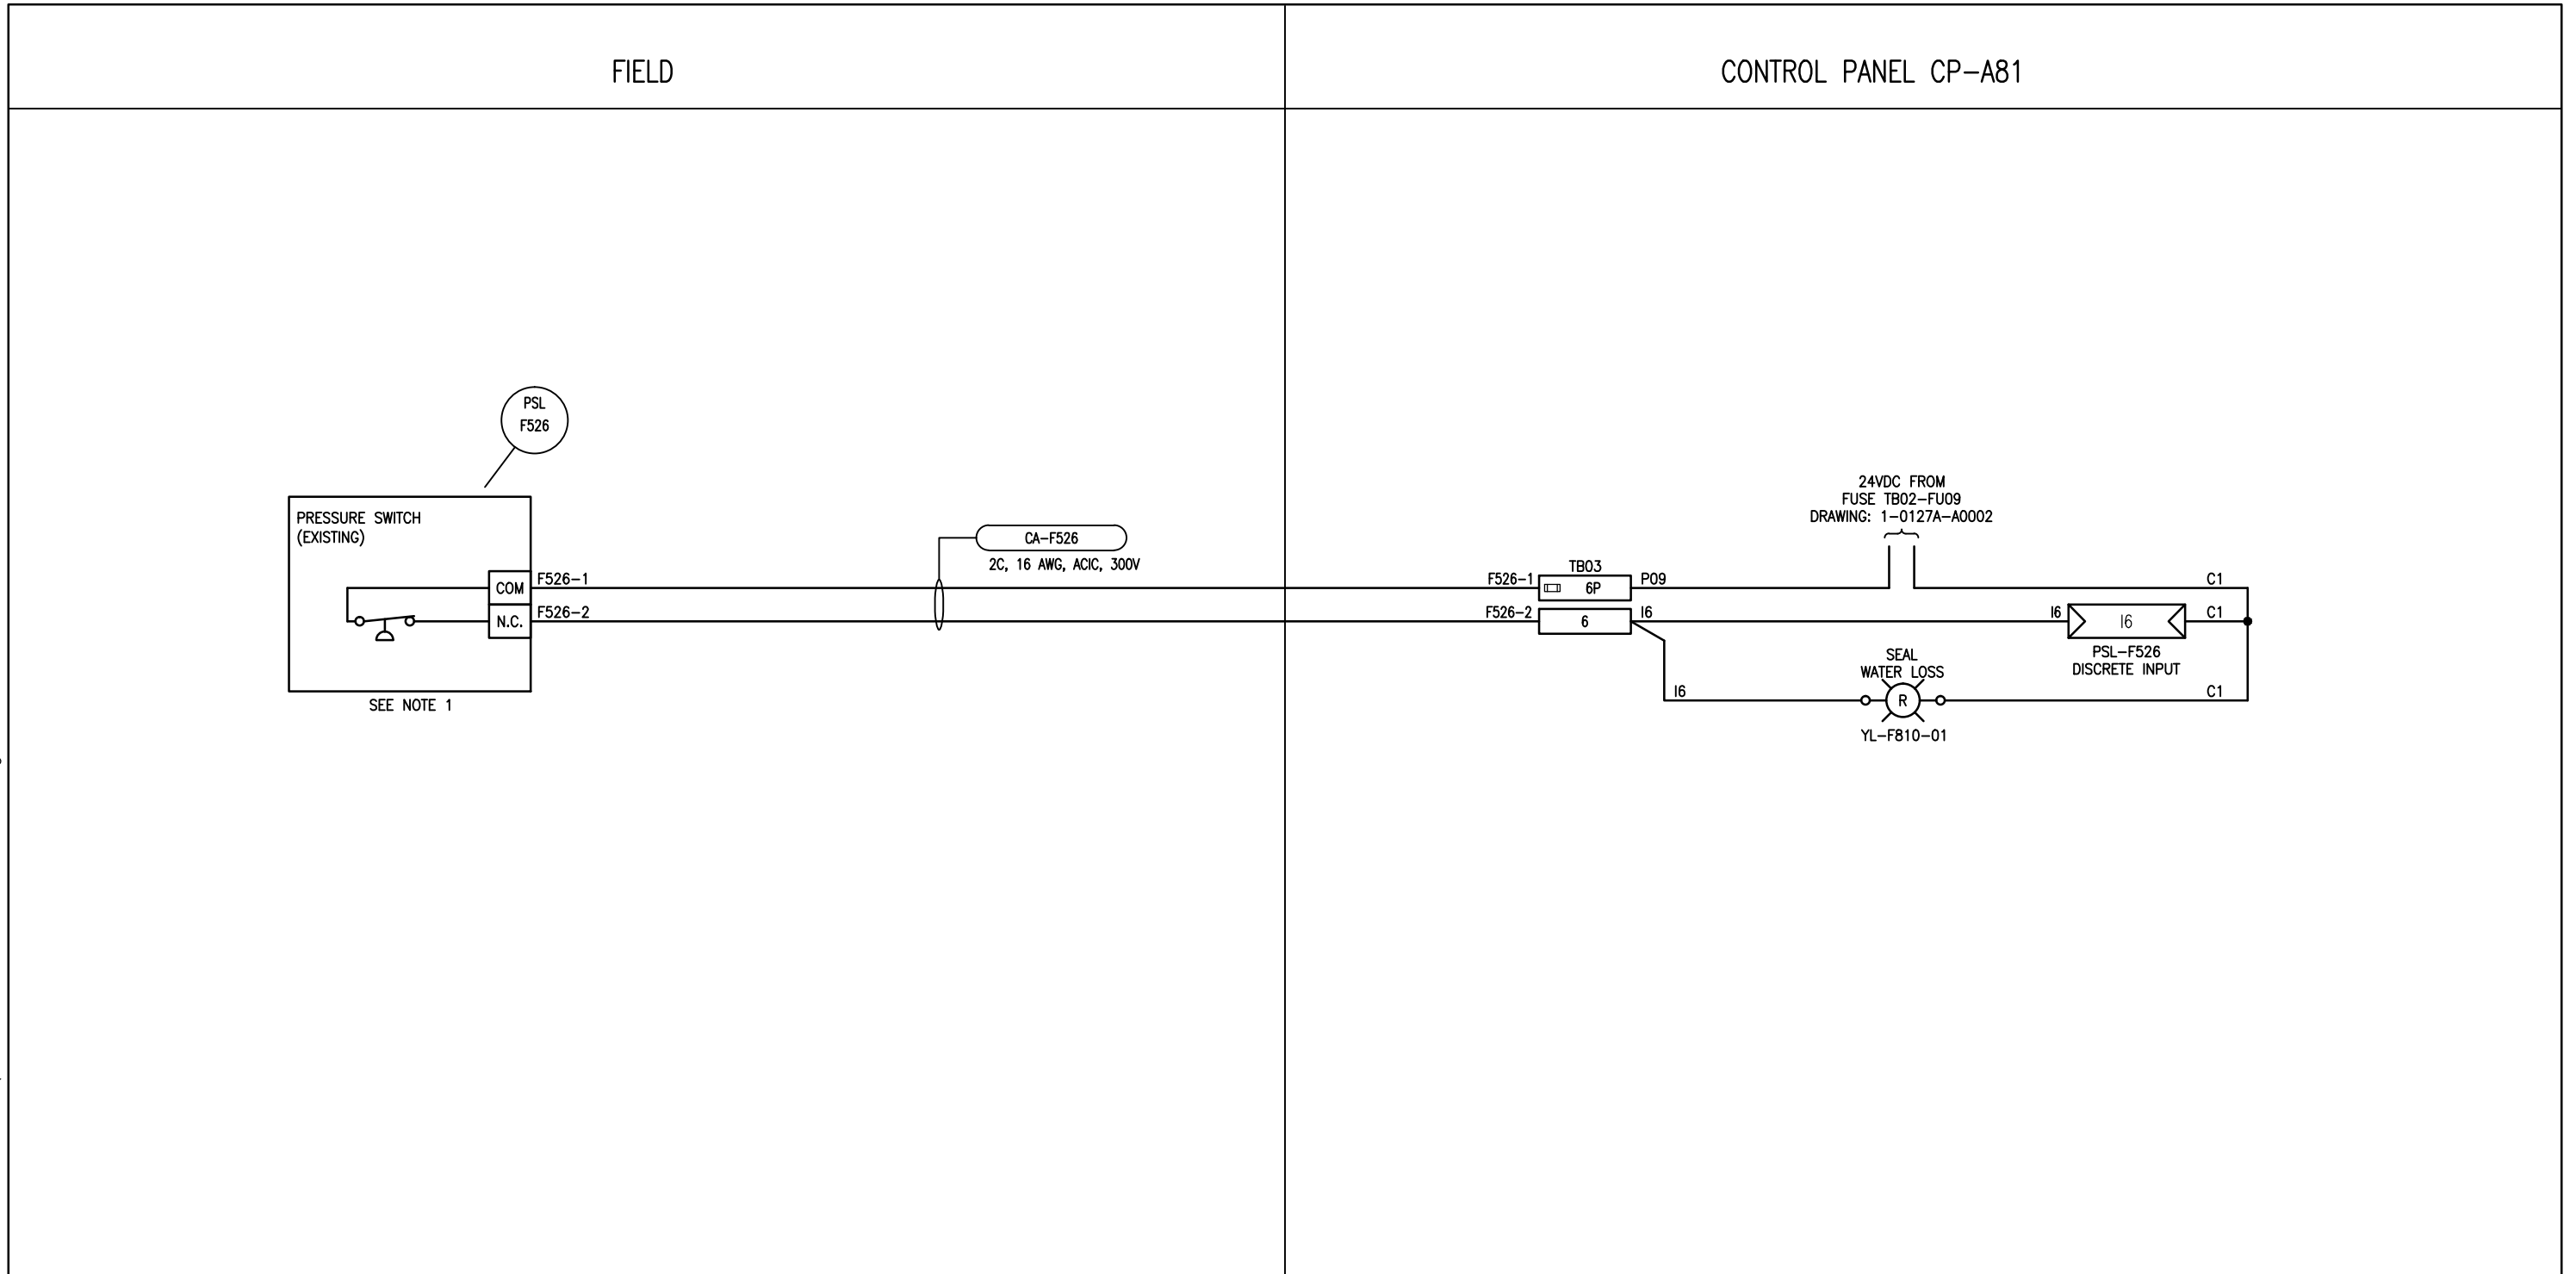 FIELD
CONTROL PANEL CP-A81
PSL
F526
PRESSURE SWITCH
(EXISTING)
COM
N.C.
F526-1
F526-2
SEE NOTE 1
CA-F526
2C, 16 AWG, ACIC, 300V
24VDC FROM
FUSE TB02-FU09
DRAWING: 1-0127A-A0002
TB03
F526-1
6P
P09
C1
F526-2
6
I6
I6
I6
C1
PSL-F526
DISCRETE INPUT
SEAL
WATER LOSS
I6
R
C1
YL-F810-01